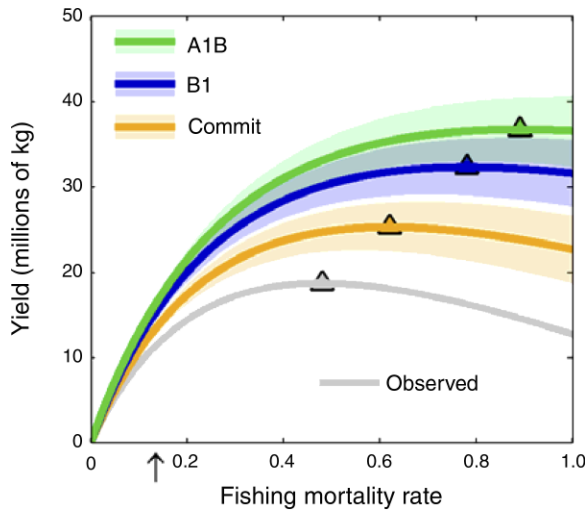 50
40
30
20
10
0
Yield (millions of kg)
A1B
B1
Commit
Observed
0
0.2
0.4
0.6
0.8
1.0
Fishing mortality rate